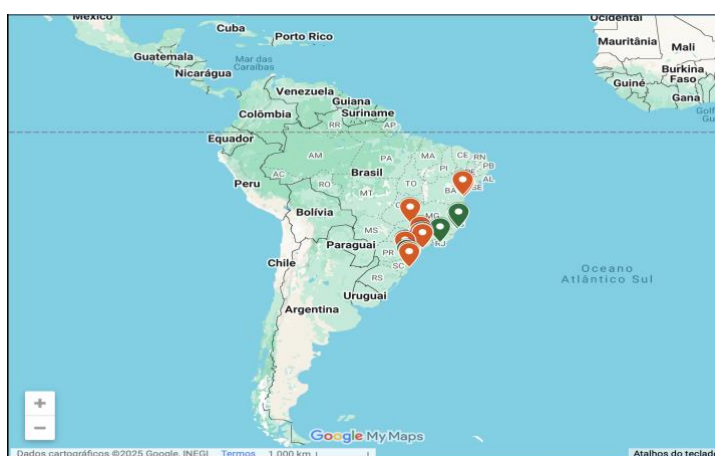 México
Cuba
Porto Rico
Ocidental
Mauritânia
Mali
Guatemala
Mar das
Caraíbas
Nicarágua
Burkina
Faso
Guiné
Gana
Venezuela
Guiana
Suriname
Colômbia
RR
AP
Equador
AM
PA
MA
CE
RN
PB
PI
AL
SE
Peru
AC
RO
Brasil
TO
BA
MT
Bolívia
MG
MS
Paraguai
RJ
PR
SC
Chile
RS
Uruguai
Argentina
Oceano
Atlântico Sul
+
−
Google My Maps
Dados cartográficos ©2025 Google, INEGI
Termos
1.000 km
Atalhos do teclado